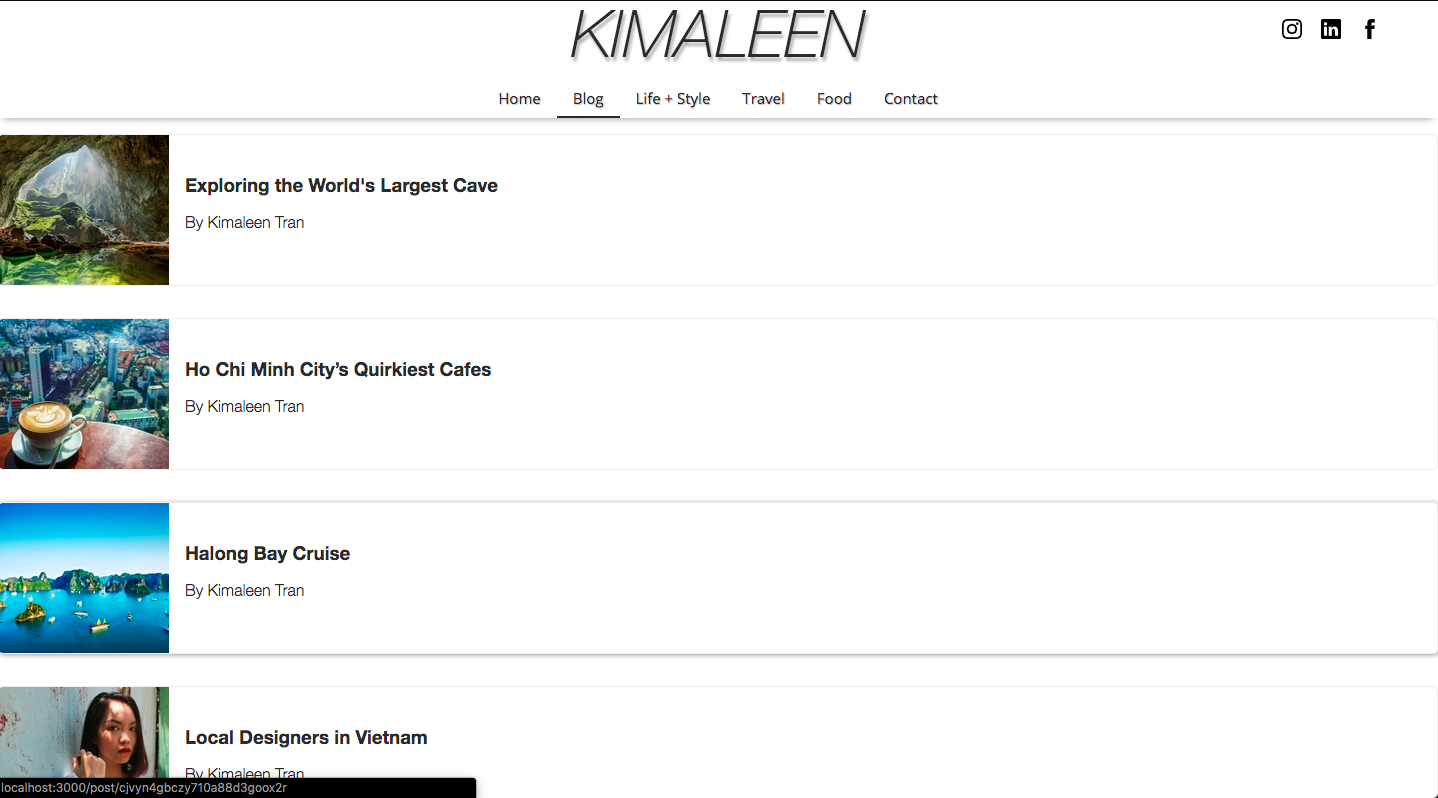 KIMALEEN
Home Blog Life + Style Travel Food Contact
Exploring the World's Largest Cave
By Kimaleen Tran
Ho Chi Minh City’s Quirkiest Cafes
By Kimaleen Tran
Halong Bay Cruise
By Kimaleen Tran
Local Designers in Vietnam
By Kimaleen Tran
localhost:3000/post/cjvyn4gbczy710a88d3goox2r